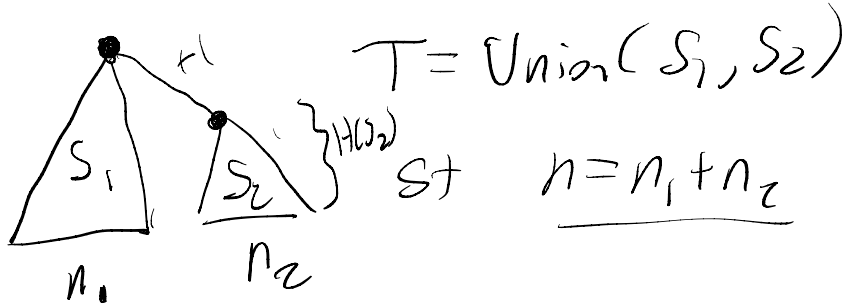 +1
T = Union(S₁, S₂)
S₁
S₂
H(S₂)
st n = n₁ + n₂
n₁
n₂